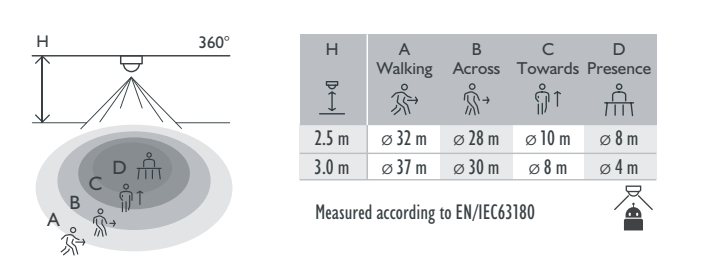 H 360°
D
C
B
A
H A B C D
Walking Across Towards Presence
2.5 m ⌀ 32 m ⌀ 28 m ⌀ 10 m ⌀ 8 m
3.0 m ⌀ 37 m ⌀ 30 m ⌀ 8 m ⌀ 4 m
Measured according to EN/IEC63180